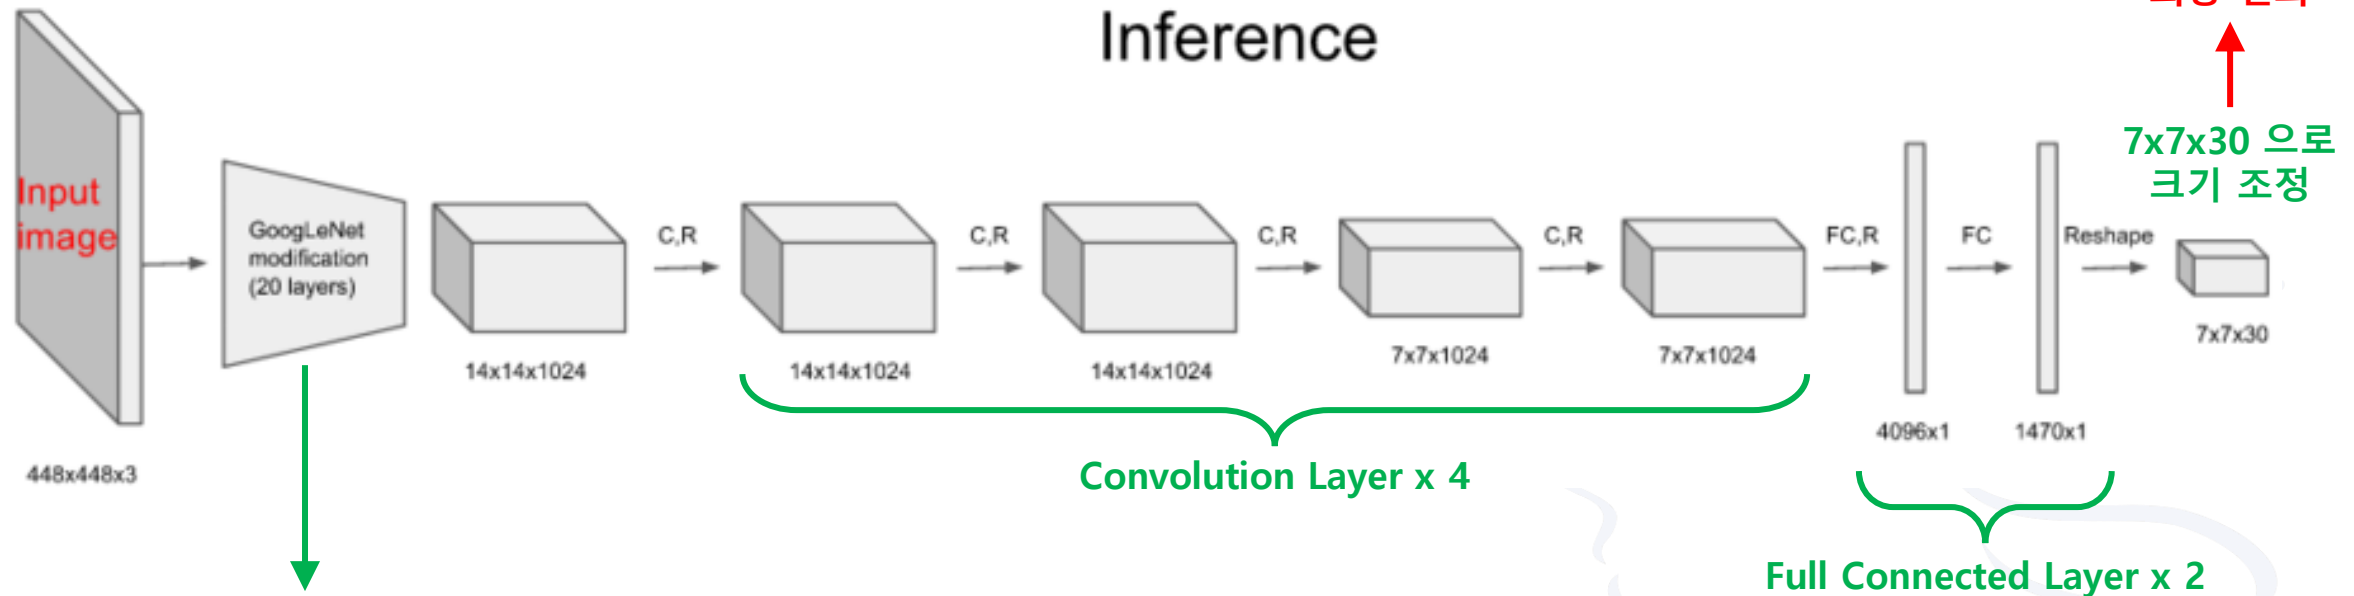 Inference
7x7x30 으로
크기 조정
Input
image
GoogLeNet
modification
(20 layers)
C,R
C,R
C,R
C,R
FC,R
FC
Reshape
448x448x3
14x14x1024
14x14x1024
14x14x1024
7x7x1024
7x7x1024
4096x1
1470x1
7x7x30
Convolution Layer x 4
Full Connected Layer x 2